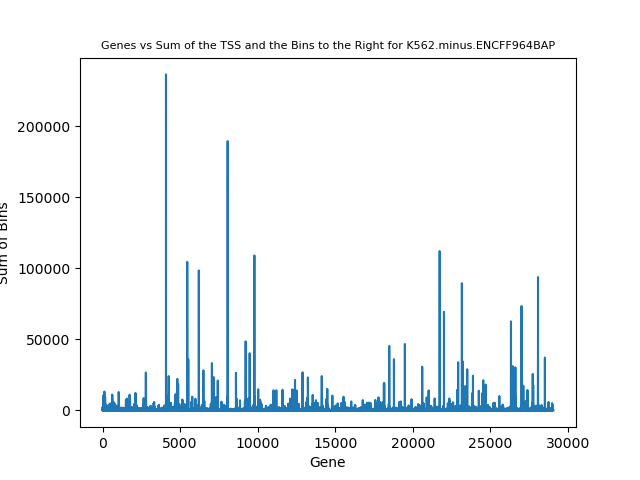 Genes vs Sum of the TSS and the Bins to the Right for K562.minus.ENCFF964BAP
Sum of Bins
200000
150000
100000
50000
0
0 5000 10000 15000 20000 25000 30000
Gene